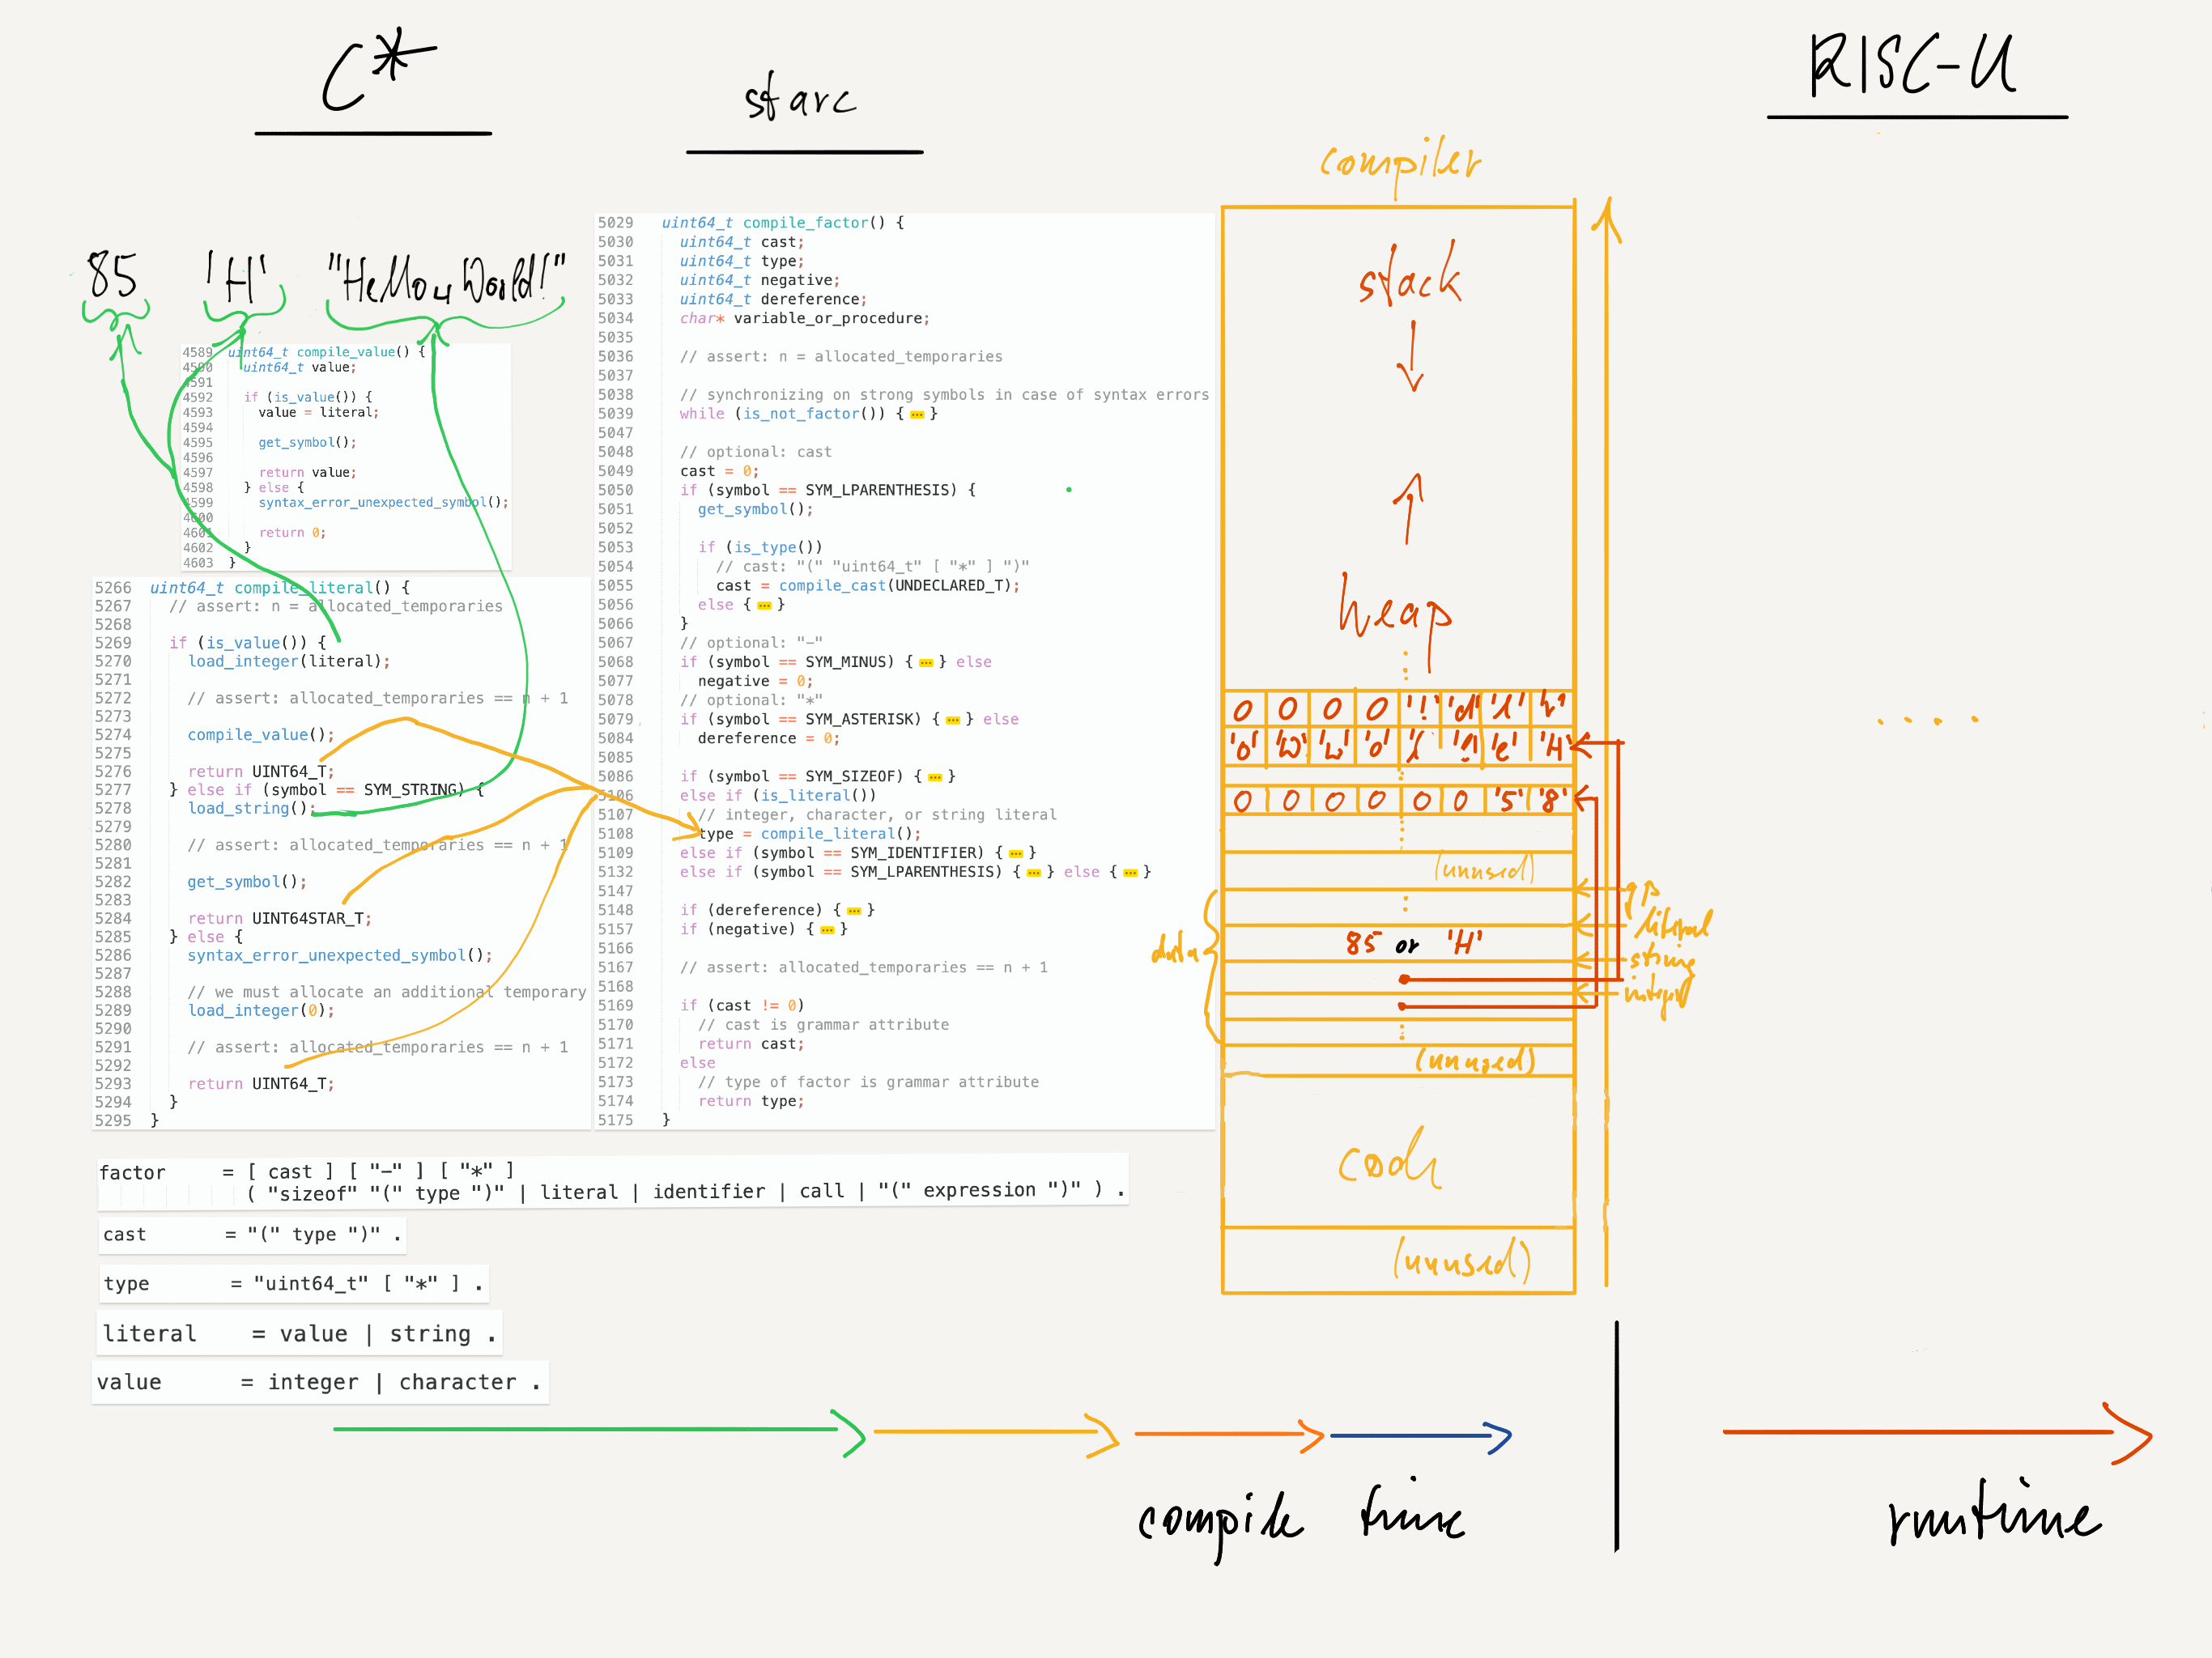 C*
starc
RISC-U
compiler
85 'H' "Hello␣World!"
4589 uint64_t compile_value() {
4590 uint64_t value;
4591
4592 if (is_value()) {
4593 value = literal;
4594
4595 get_symbol();
4596
4597 return value;
4598 } else {
4599 syntax_error_unexpected_symbol();
4600
4601 return 0;
4602 }
4603 }
5266 uint64_t compile_literal() {
5267 // assert: n = allocated_temporaries
5268
5269 if (is_value()) {
5270 load_integer(literal);
5271
5272 // assert: allocated_temporaries == n + 1
5273
5274 compile_value();
5275
5276 return UINT64_T;
5277 } else if (symbol == SYM_STRING) {
5278 load_string();
5279
5280 // assert: allocated_temporaries == n + 1
5281
5282 get_symbol();
5283
5284 return UINT64STAR_T;
5285 } else {
5286 syntax_error_unexpected_symbol();
5287
5288 // we must allocate an additional temporary
5289 load_integer(0);
5290
5291 // assert: allocated_temporaries == n + 1
5292
5293 return UINT64_T;
5294 }
5295 }
5029 uint64_t compile_factor() {
5030 uint64_t cast;
5031 uint64_t type;
5032 uint64_t negative;
5033 uint64_t dereference;
5034 char* variable_or_procedure;
5035
5036 // assert: n = allocated_temporaries
5037
5038 // synchronizing on strong symbols in case of syntax errors
5039 while (is_not_factor()) { ... }
5047
5048 // optional: cast
5049 cast = 0;
5050 if (symbol == SYM_LPARENTHESIS) {
5051 get_symbol();
5052
5053 if (is_type())
5054 // cast: "(" "uint64_t" [ "*" ] ")"
5055 cast = compile_cast(UNDECLARED_T);
5056 else { ... }
5066 }
5067 // optional: "-"
5068 if (symbol == SYM_MINUS) { ... } else
5077 negative = 0;
5078 // optional: "*"
5079 if (symbol == SYM_ASTERISK) { ... } else
5084 dereference = 0;
5085
5086 if (symbol == SYM_SIZEOF) { ... }
5106 else if (is_literal())
5107 // integer, character, or string literal
5108 type = compile_literal();
5109 else if (symbol == SYM_IDENTIFIER) { ... }
5132 else if (symbol == SYM_LPARENTHESIS) { ... } else { ... }
5147
5148 if (dereference) { ... }
5157 if (negative) { ... }
5166
5167 // assert: allocated_temporaries == n + 1
5168
5169 if (cast != 0)
5170 // cast is grammar attribute
5171 return cast;
5172 else
5173 // type of factor is grammar attribute
5174 return type;
5175 }
stack
heap
0 0 0 0 '!' 'd' 'l' 'r'
'o' 'W' '␣' 'o' 'l' 'l' 'e' 'H'
0 0 0 0 0 0 '5' '8'
(unused)
gp
literal
data
85 or 'H'
string
integer
(unused)
code
(unused)
factor = [ cast ] [ "-" ] [ "*" ]
( "sizeof" "(" type ")" | literal | identifier | call | "(" expression ")" ) .
cast = "(" type ")" .
type = "uint64_t" [ "*" ] .
literal = value | string .
value = integer | character .
compile time
runtime